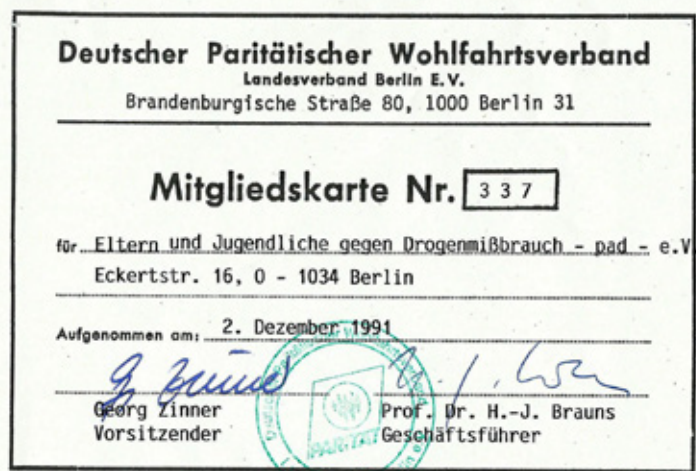 Deutscher Paritätischer Wohlfahrtsverband
Landesverband Berlin E.V.
Brandenburgische Straße 80, 1000 Berlin 31
Mitgliedskarte Nr. 337
für Eltern und Jugendliche gegen Drogenmißbrauch - pad - e.V
Eckertstr. 16, O - 1034 Berlin
Aufgenommen am: 2. Dezember 1991
Georg Zinner
Vorsitzender
Prof. Dr. H.-J. Brauns
Geschäftsführer
PARITÄT